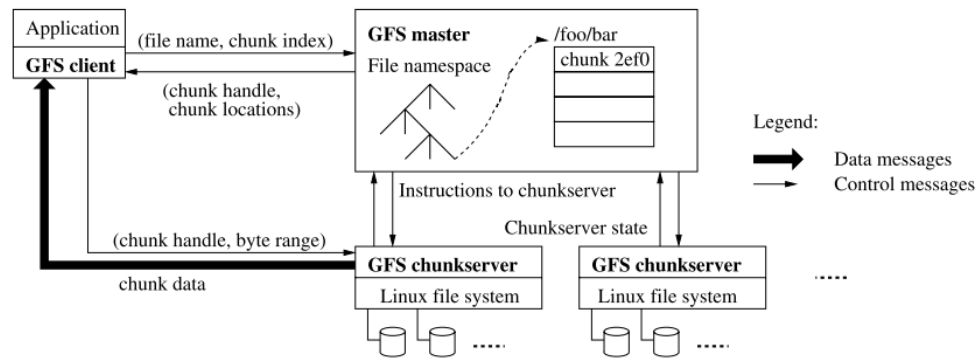 Application
GFS client
(file name, chunk index)
(chunk handle,
chunk locations)
GFS master
File namespace
/foo/bar
chunk 2ef0
Legend:
Data messages
Control messages
Instructions to chunkserver
Chunkserver state
(chunk handle, byte range)
chunk data
GFS chunkserver
Linux file system
GFS chunkserver
Linux file system